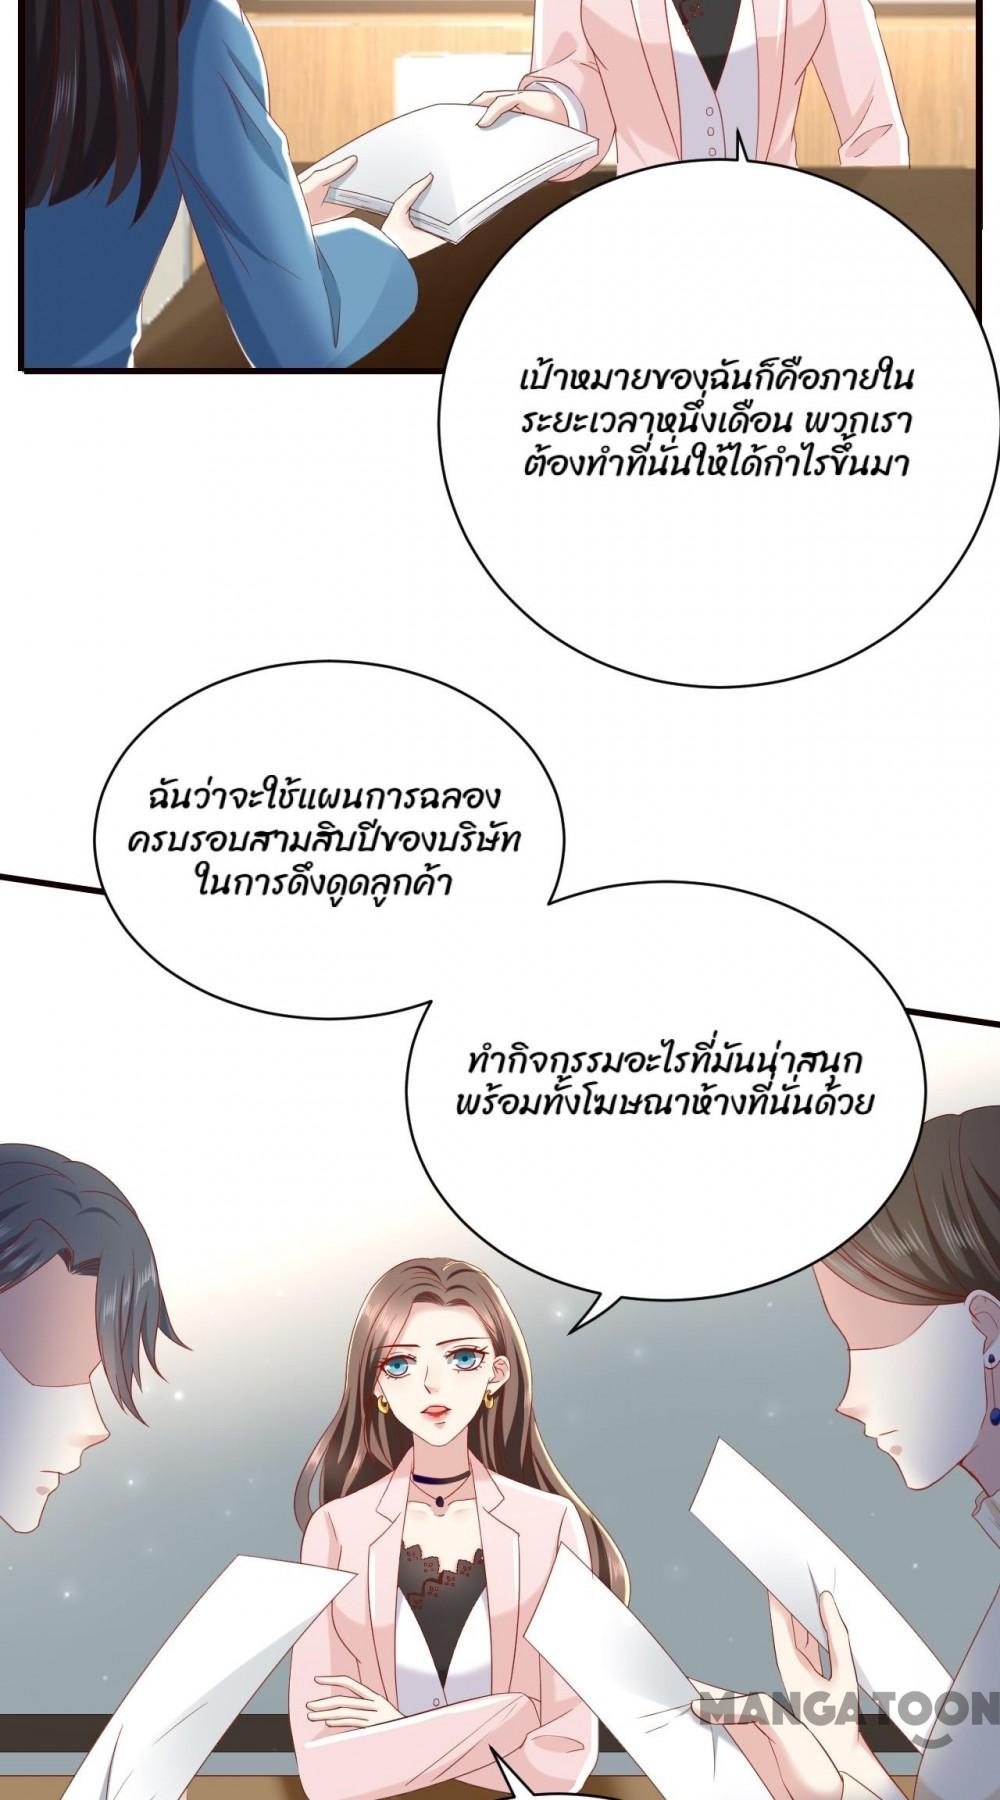 เป้าหมายของฉันก็คือภายใน
ระยะเวลาหนึ่งเดือน พวกเรา
ต้องทำที่นั่นให้ได้กำไรขึ้นมา
ฉันว่าจะใช้แผนการฉลอง
ครบรอบสามสิบปีของบริษัท
ในการดึงดูดลูกค้า
ทำกิจกรรมอะไรที่มันน่าสนุก
พร้อมทั้งโฆษณาห้างที่นั่นด้วย
MANGATOON